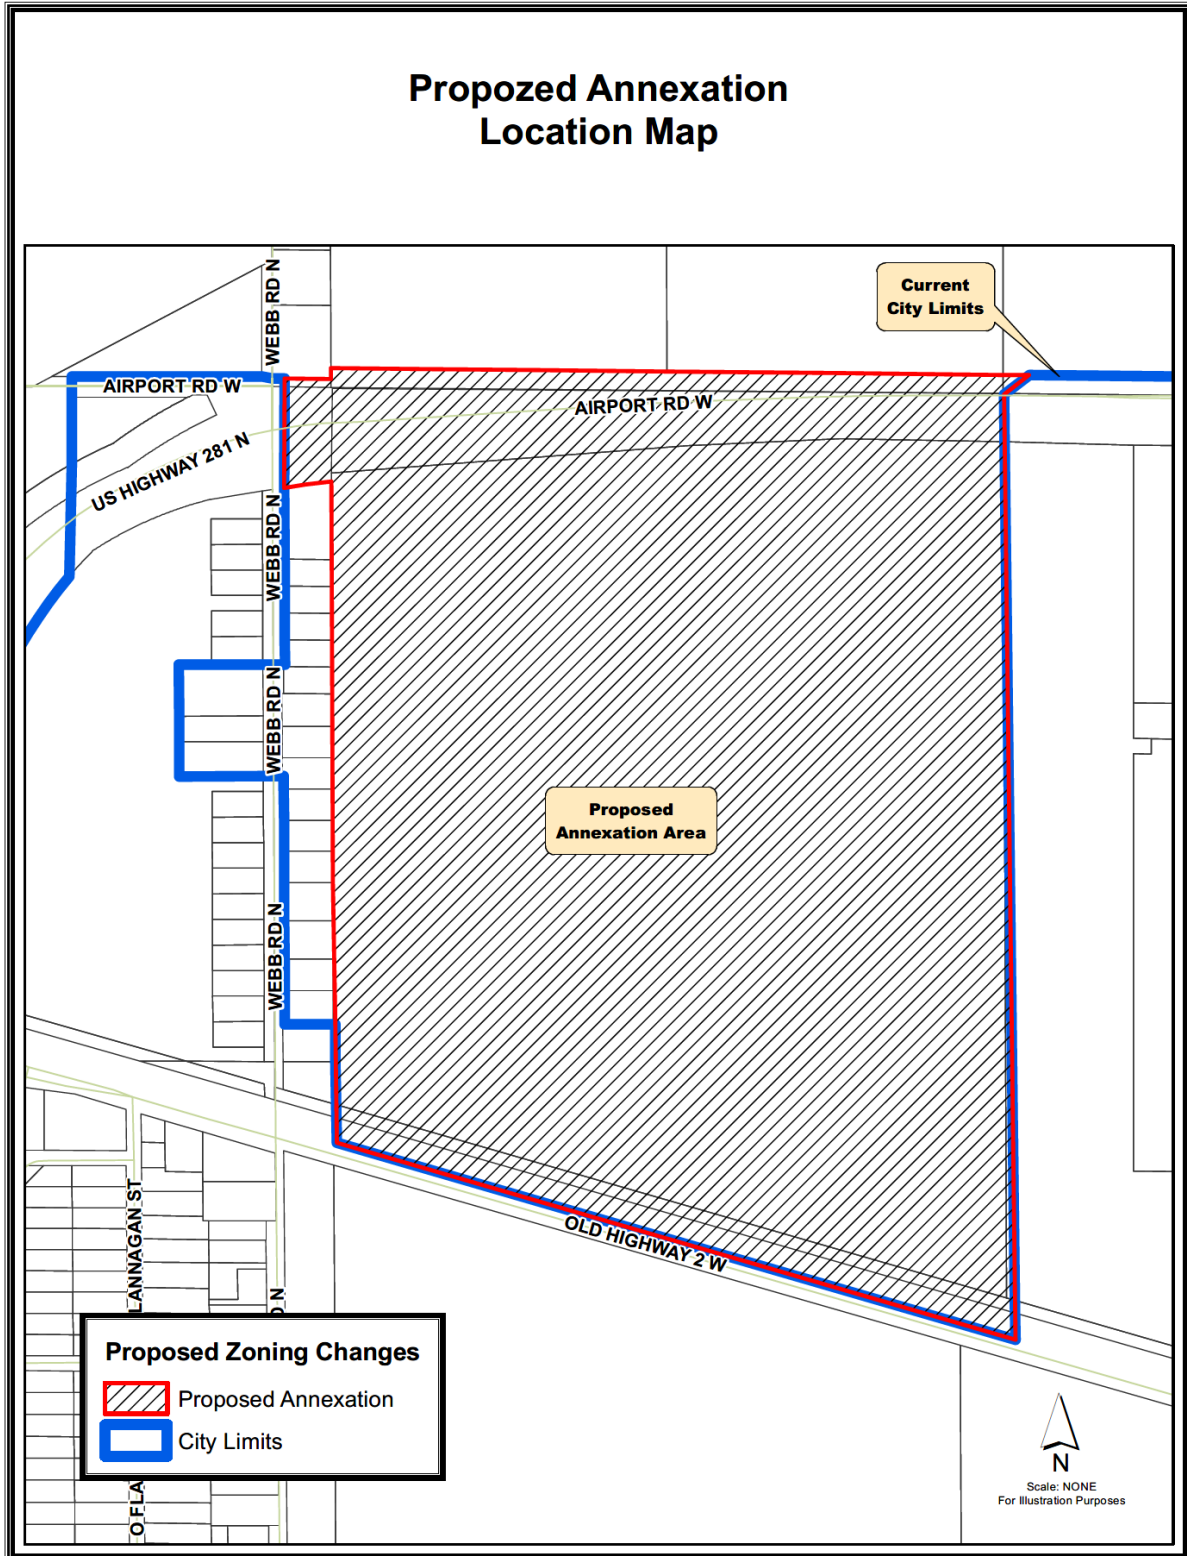 Propozed Annexation
Location Map
Current
City Limits
WEBB RD N
AIRPORT RD W
AIRPORT RD W
US HIGHWAY 281 N
WEBB RD N
WEBB RD N
Proposed
Annexation Area
WEBB RD N
OLD HIGHWAY 2 W
LANNAGAN ST
D N
O FLA
Proposed Zoning Changes
Proposed Annexation
City Limits
N
Scale: NONE
For Illustration Purposes